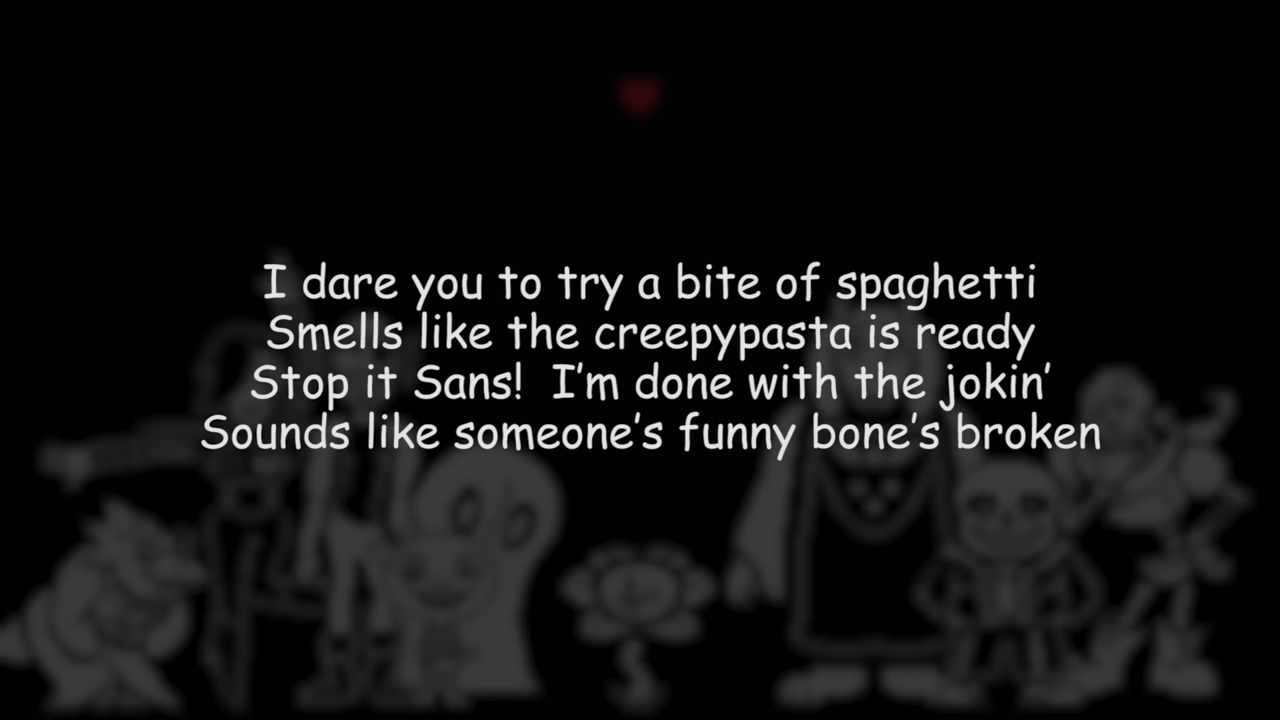 I dare you to try a bite of spaghetti
Smells like the creepypasta is ready
Stop it Sans!  I’m done with the jokin’
Sounds like someone’s funny bone’s broken